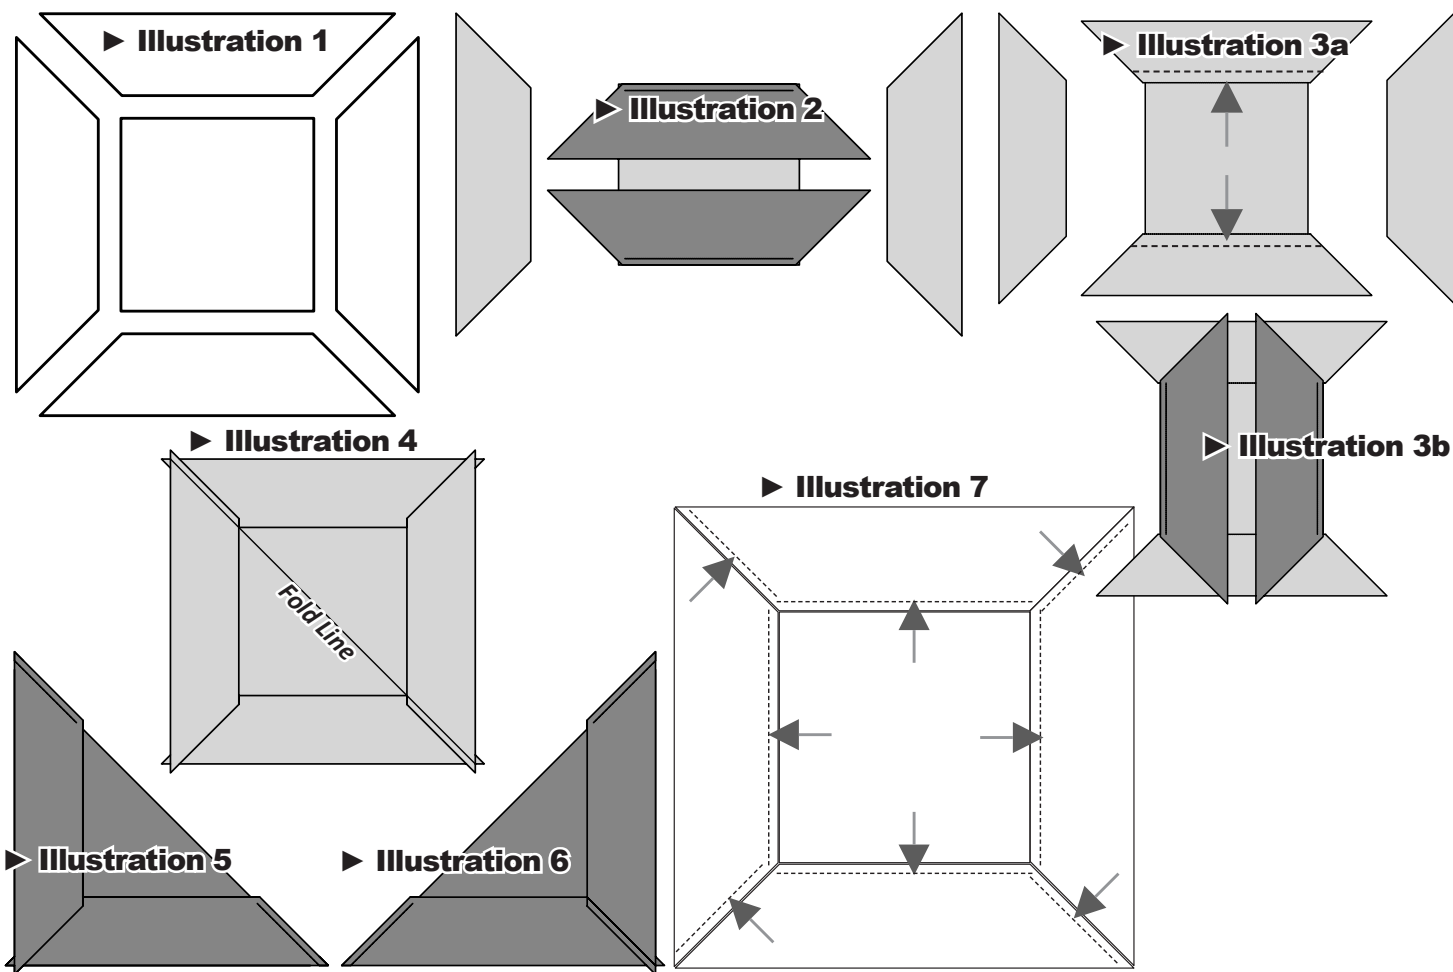 ► Illustration 1
► Illustration 2
► Illustration 3a
► Illustration 3b
► Illustration 4
Fold Line
► Illustration 7
► Illustration 5
► Illustration 6